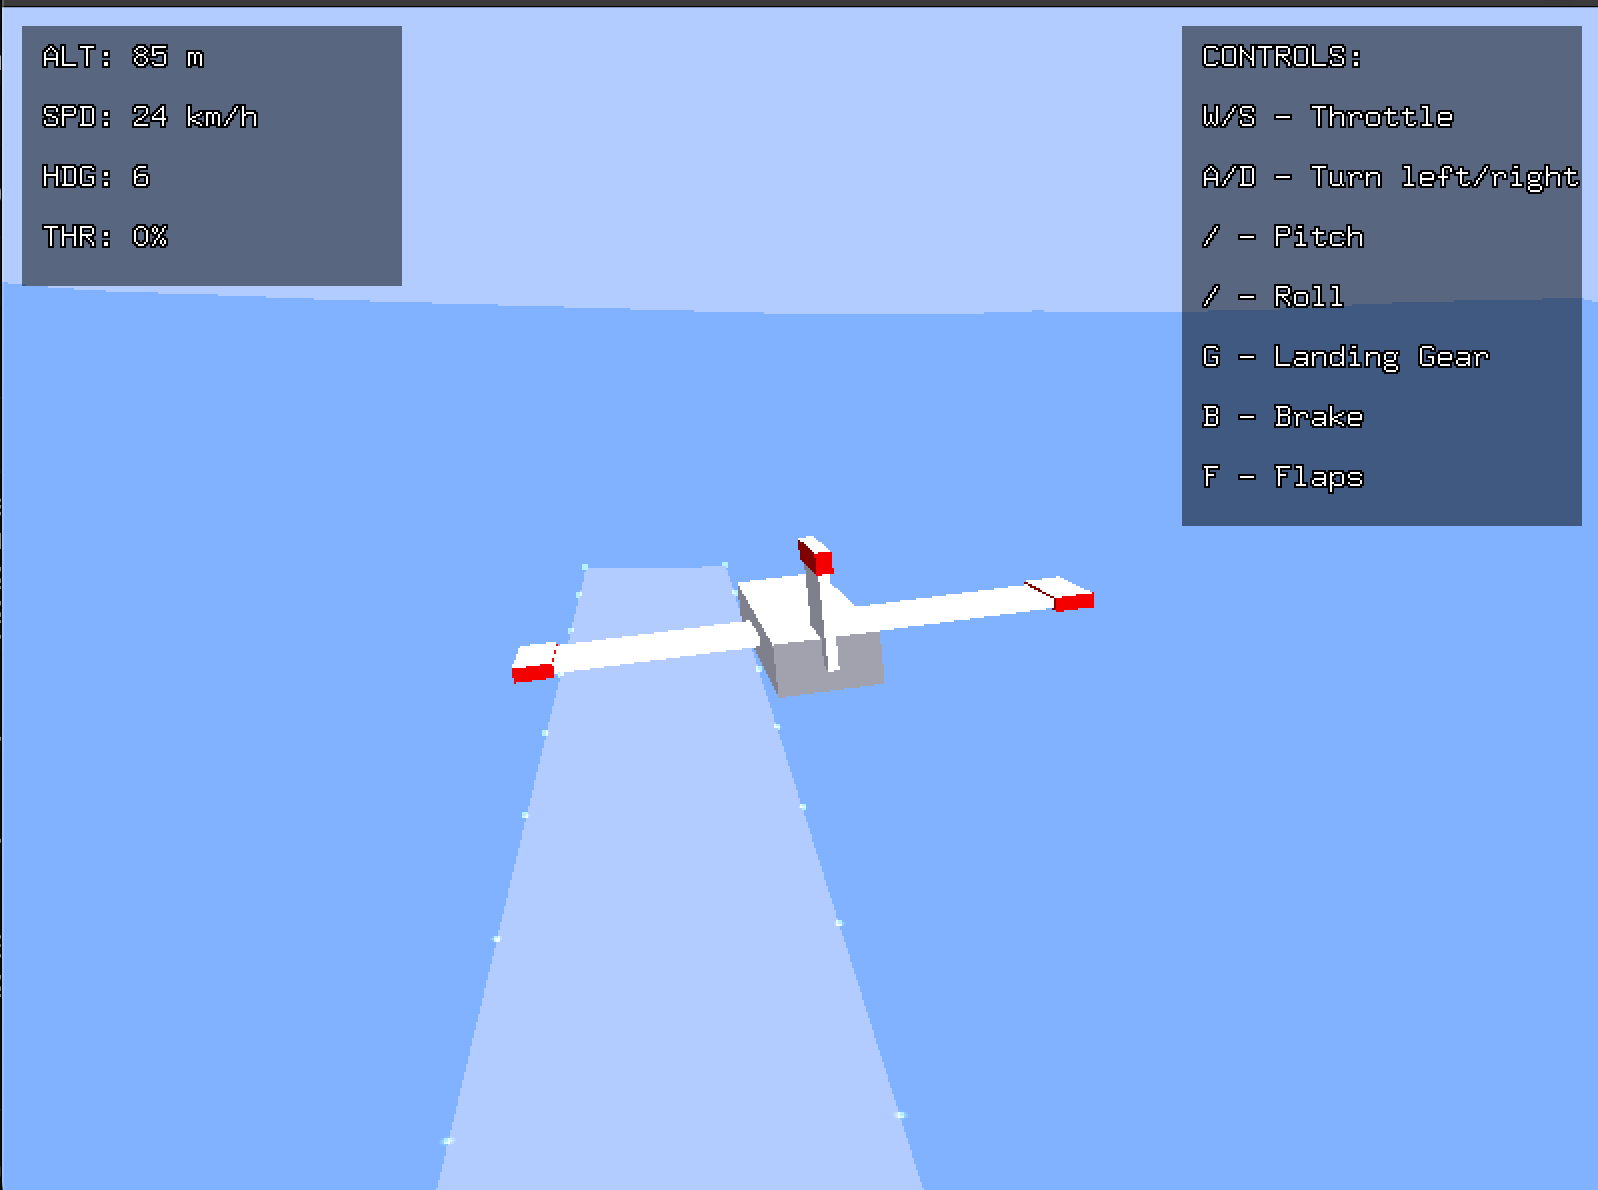 ALT: 85 m
SPD: 24 km/h
HDG: 6
THR: 0%
CONTROLS:
W/S - Throttle
A/D - Turn left/right
/ - Pitch
/ - Roll
G - Landing Gear
B - Brake
F - Flaps